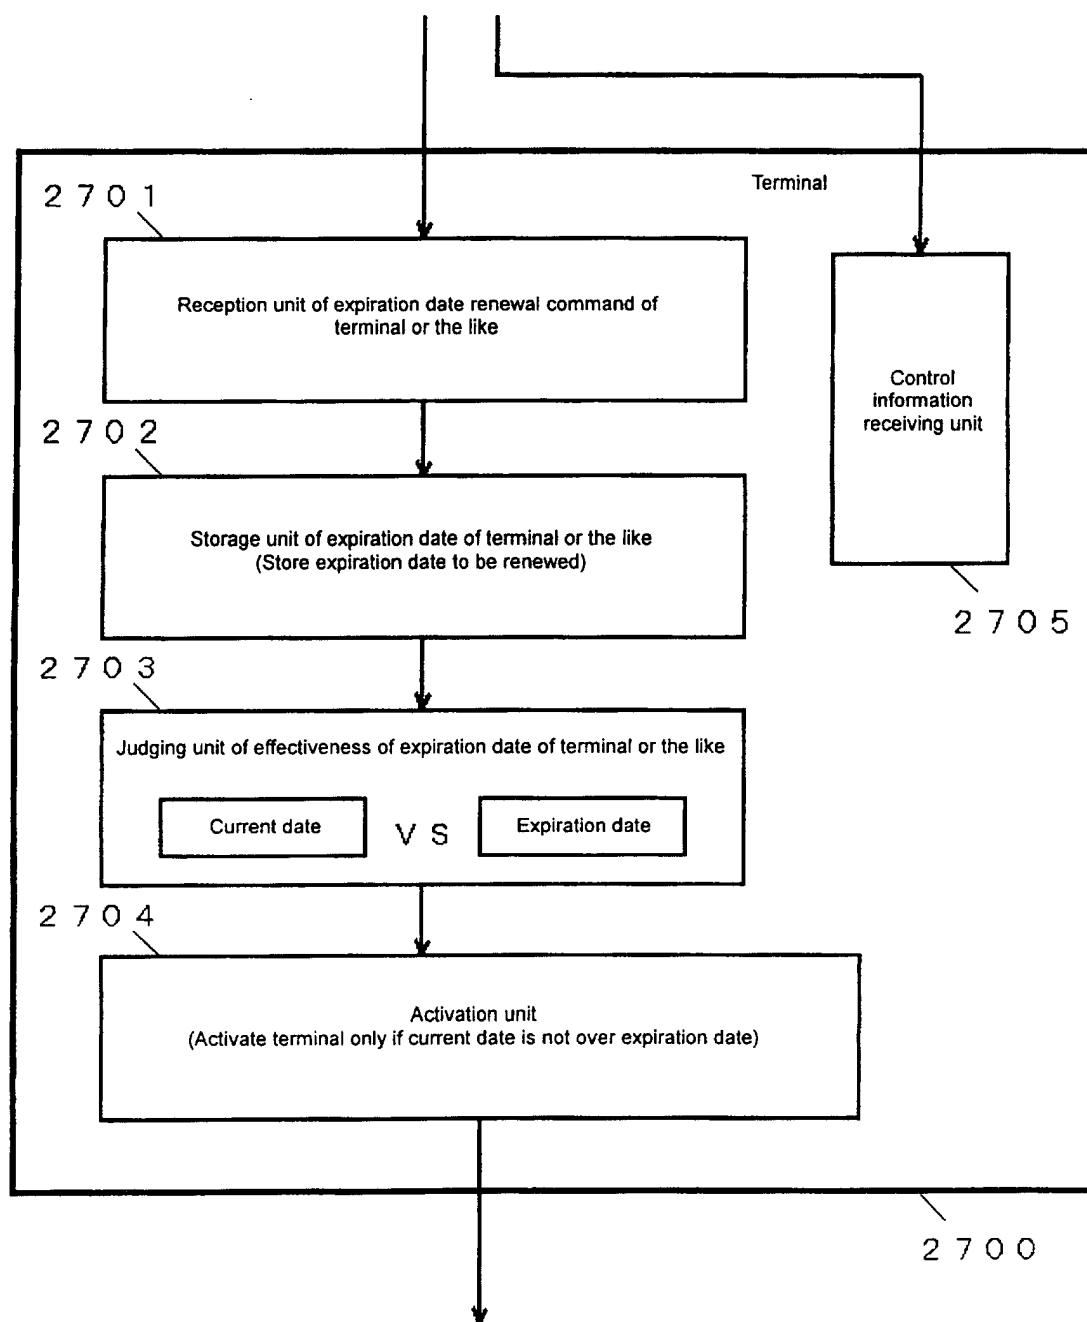 Terminal
2701
Reception unit of expiration date renewal command of
terminal or the like
Control
information
receiving unit
2702
Storage unit of expiration date of terminal or the like
(Store expiration date to be renewed)
2705
2703
Judging unit of effectiveness of expiration date of terminal or the like
Current date
VS
Expiration date
2704
Activation unit
(Activate terminal only if current date is not over expiration date)
2700